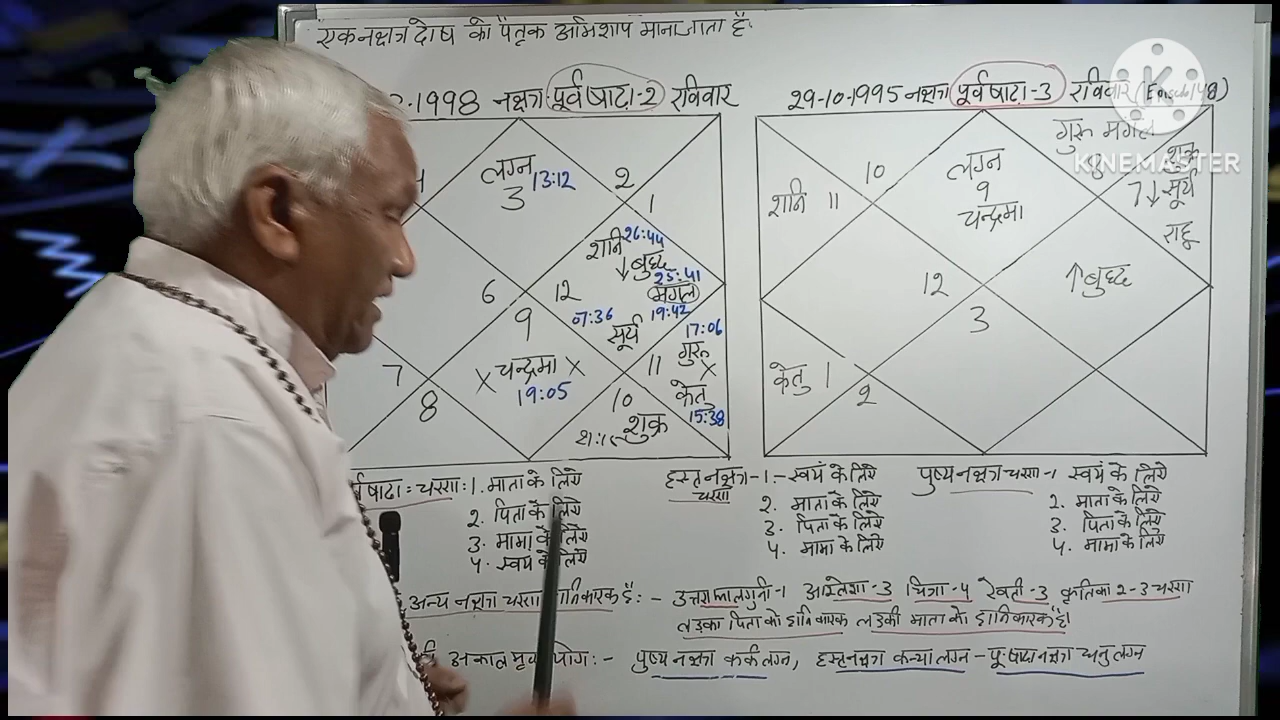 एकनक्षत्र दोष को पैतृक अभिशाप माना जाता है:
.1998 नक्षत्र पूर्वाषाढा-2 रविवार
29-10-1995 नक्षत्र पूर्वाषाढा-3 रविवार
KINEMASTER
लग्न 13:12
3
2
1
4
शनि 26:44
↓ बुध्द 25:41
मंगल 19:42
6
12
07:36
सूर्य
9
चन्द्रमा
19:05
17:06
गुरु
11
केतु
15:38
7
8
10
शुक्र
गुरु मंगल
8
शुक्र
7↓ सूर्य
राहू
लग्न
9
चन्द्रमा
10
शनि 11
12
↑बुध्द
3
केतु 1
2
षाढा = चरण :1. माता के लिये
2. पिता के लिये
3. मामा के लिये
4. स्वयं के लिये
हस्त नक्षत्र-1.- स्वयं के लिये
चरण
2. माता के लिये
3. पिता के लिये
4. मामा के लिये
पुष्य नक्षत्र चरण-1 स्वयं के लिये
2. माता के लिये
3. पिता के लिये
4. मामा के लिये
अन्य नक्षत्र चरण हानिकारक है:- उत्तराफाल्गुनी-1 अश्लेशा-3 चित्रा-4 रेवती-3 कृतिका 2-3 चरण
लड़का पिता को हानिकारक लड़की माता को हानिकारक है।
अकाल मृत्यु योग:- पुष्य नक्षत्र कर्क लग्न, हस्त नक्षत्र कन्या लग्न - पू.षाढा नक्षत्र धनु लग्न